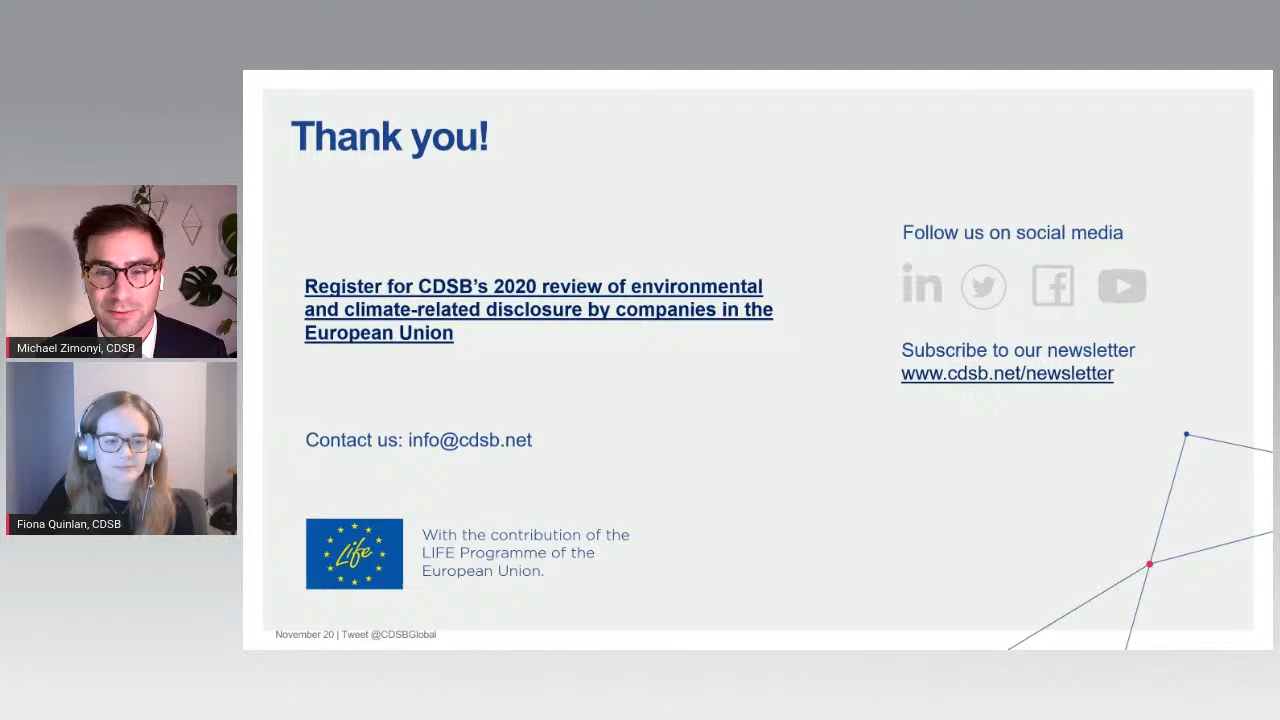 Thank you!
Follow us on social media
Register for CDSB’s 2020 review of environmental
and climate-related disclosure by companies in the
European Union
Subscribe to our newsletter
www.cdsb.net/newsletter
Michael Zimonyi, CDSB
Contact us: info@cdsb.net
Fiona Quinlan, CDSB
Life
With the contribution of the
LIFE Programme of the
European Union.
November 20 | Tweet @CDSBGlobal